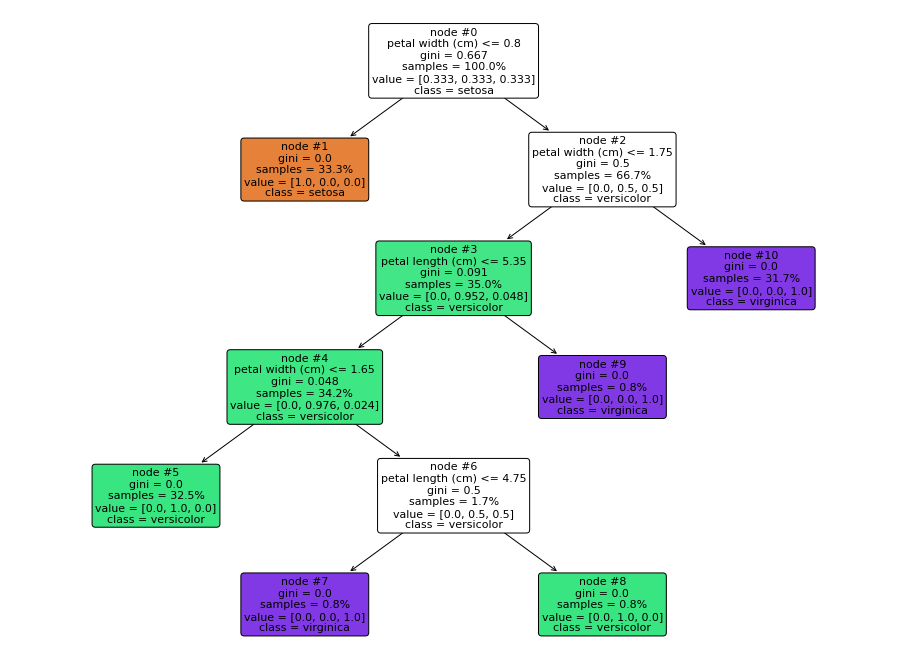 node #0
petal width (cm) <= 0.8
gini = 0.667
samples = 100.0%
value = [0.333, 0.333, 0.333]
class = setosa
node #1
gini = 0.0
samples = 33.3%
value = [1.0, 0.0, 0.0]
class = setosa
node #2
petal width (cm) <= 1.75
gini = 0.5
samples = 66.7%
value = [0.0, 0.5, 0.5]
class = versicolor
node #3
petal length (cm) <= 5.35
gini = 0.091
samples = 35.0%
value = [0.0, 0.952, 0.048]
class = versicolor
node #10
gini = 0.0
samples = 31.7%
value = [0.0, 0.0, 1.0]
class = virginica
node #4
petal width (cm) <= 1.65
gini = 0.048
samples = 34.2%
value = [0.0, 0.976, 0.024]
class = versicolor
node #9
gini = 0.0
samples = 0.8%
value = [0.0, 0.0, 1.0]
class = virginica
node #5
gini = 0.0
samples = 32.5%
value = [0.0, 1.0, 0.0]
class = versicolor
node #6
petal length (cm) <= 4.75
gini = 0.5
samples = 1.7%
value = [0.0, 0.5, 0.5]
class = versicolor
node #7
gini = 0.0
samples = 0.8%
value = [0.0, 0.0, 1.0]
class = virginica
node #8
gini = 0.0
samples = 0.8%
value = [0.0, 1.0, 0.0]
class = versicolor